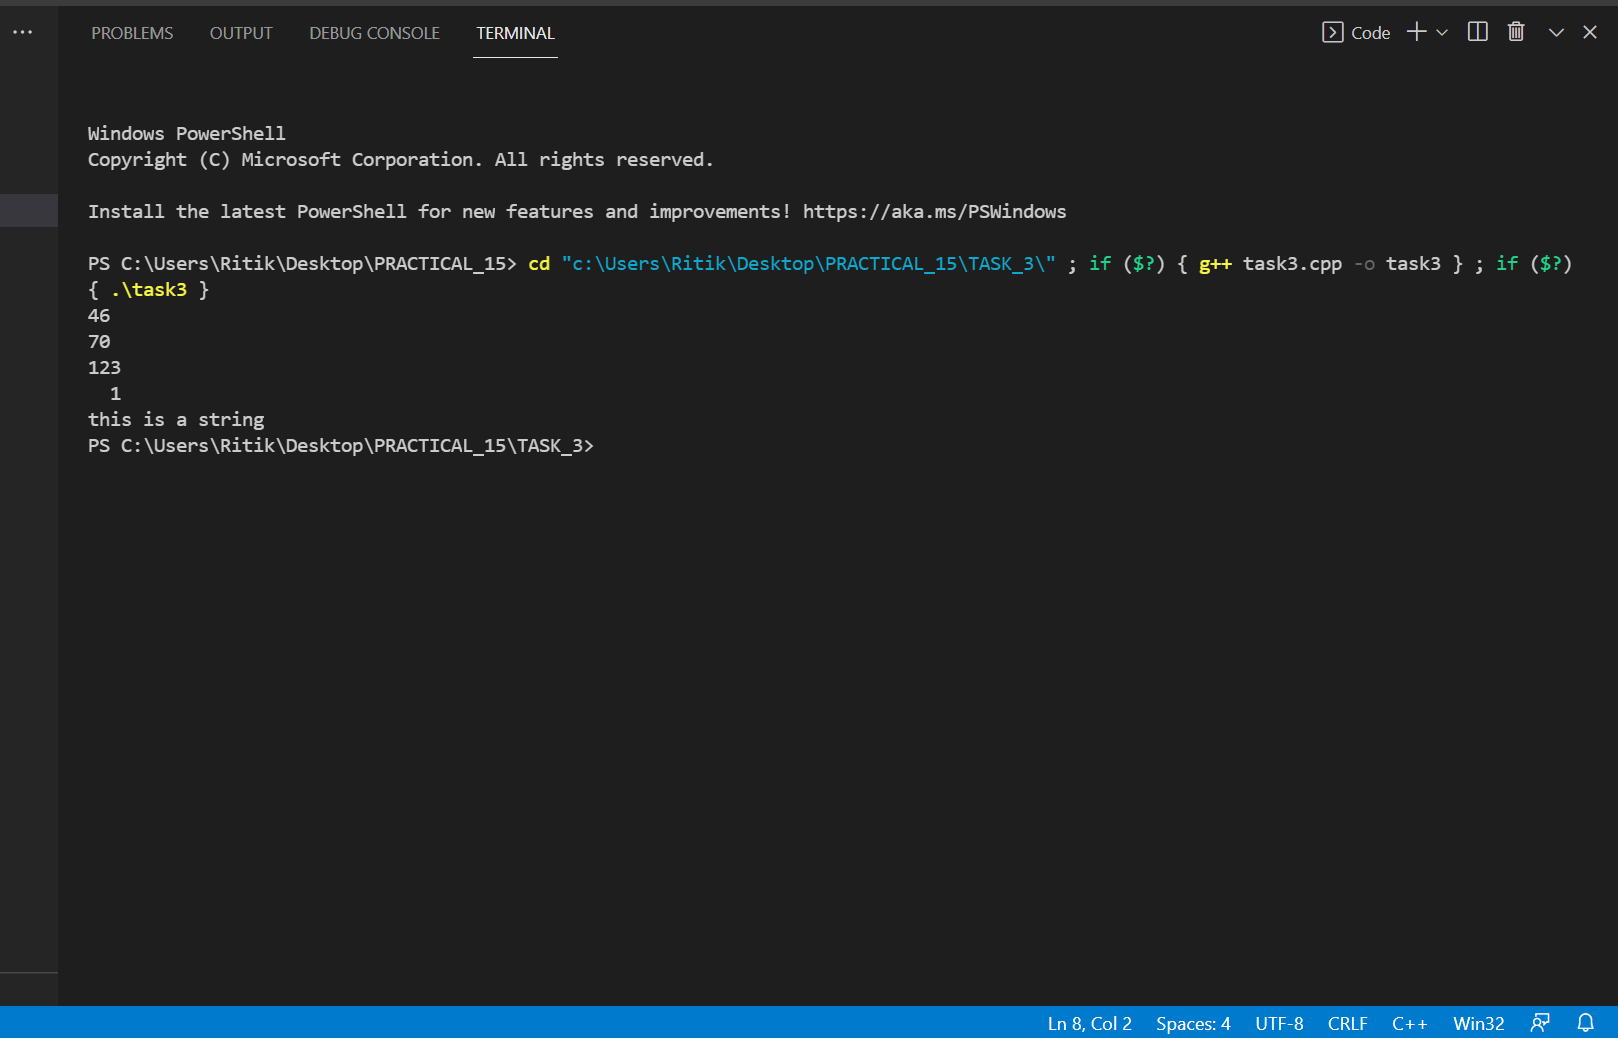 PROBLEMS OUTPUT DEBUG CONSOLE TERMINAL Code
Windows PowerShell
Copyright (C) Microsoft Corporation. All rights reserved.
Install the latest PowerShell for new features and improvements! https://aka.ms/PSWindows
PS C:\Users\Ritik\Desktop\PRACTICAL_15> cd "c:\Users\Ritik\Desktop\PRACTICAL_15\TASK_3\" ; if ($?) { g++ task3.cpp -o task3 } ; if ($?)
{ .\task3 }
46
70
123
  1
this is a string
PS C:\Users\Ritik\Desktop\PRACTICAL_15\TASK_3>
Ln 8, Col 2 Spaces: 4 UTF-8 CRLF C++ Win32